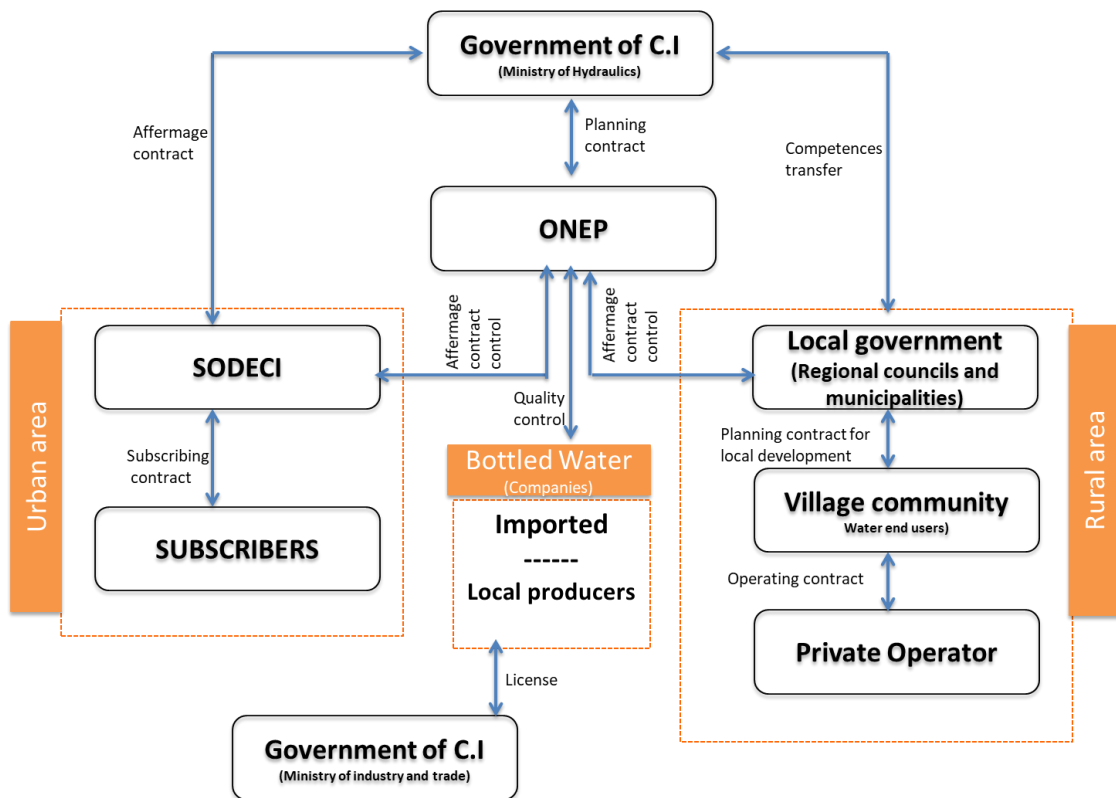 Government of C.I
(Ministry of Hydraulics)
Affermage
contract
Planning
contract
Competences
transfer
ONEP
Urban area
SODECI
Affermage
contract
control
Affermage
contract
control
Local government
(Regional councils and
municipalities)
Rural area
Quality
control
Subscribing
contract
Planning contract for
local development
Bottled Water
(Companies)
SUBSCRIBERS
Imported
------
Local producers
Village community
Water end users)
Operating contract
Private Operator
License
Government of C.I
(Ministry of industry and trade)